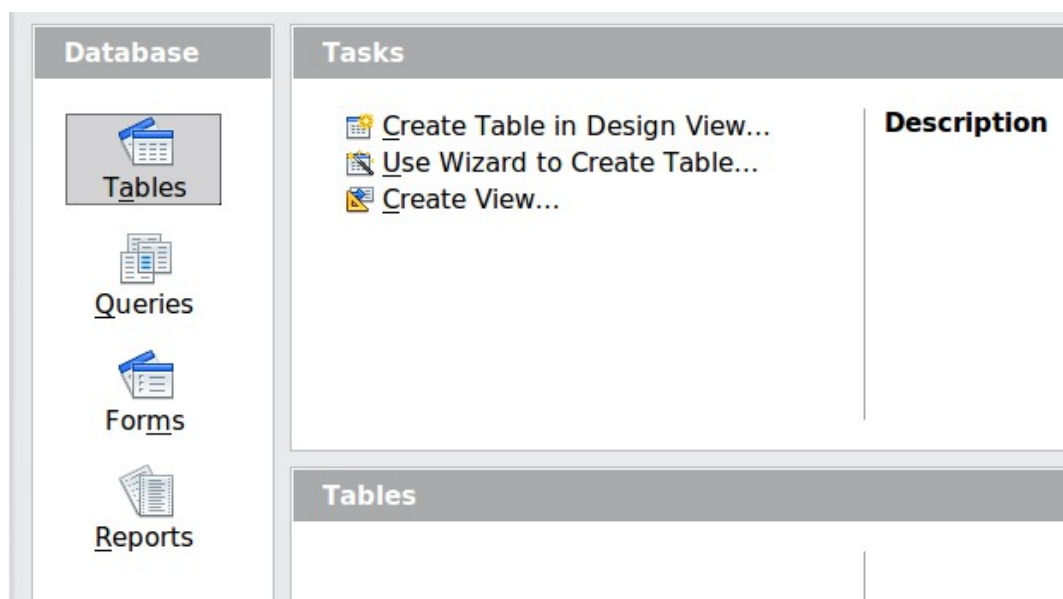 Database
Tables
Queries
Forms
Reports
Tasks
Create Table in Design View...
Use Wizard to Create Table...
Create View...
Description
Tables